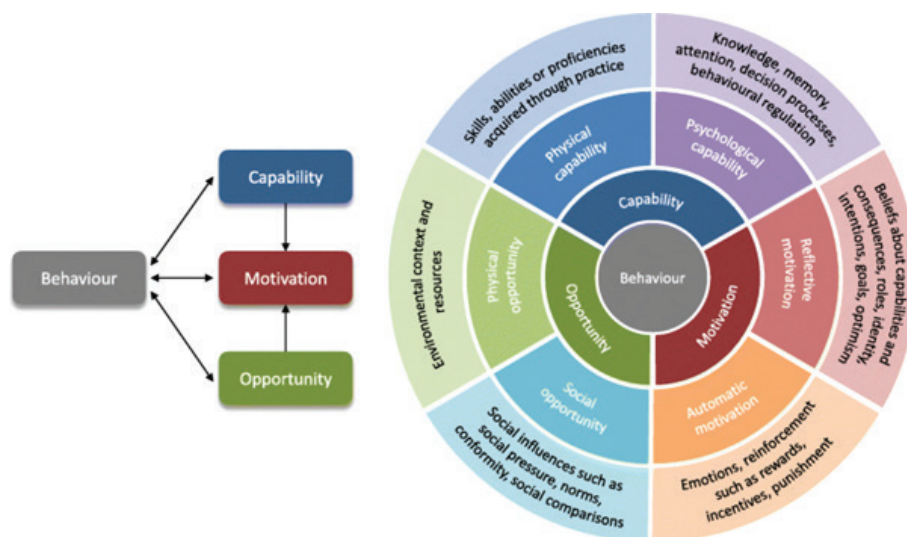 Capability
Behaviour
Motivation
Opportunity
Skills, abilities or proficiencies
acquired through practice
Knowledge, memory,
attention, decision processes,
behavioural regulation
Physical
capability
Psychological
capability
Capability
Environmental context and
resources
Physical
opportunity
Opportunity
Behaviour
Motivation
Reflective
motivation
Beliefs about capabilities and
consequences, roles, identity,
intentions, goals, optimism
Social
opportunity
Automatic
motivation
Social influences such as
social pressure, norms,
conformity, social comparisons
Emotions, reinforcement
such as rewards,
incentives, punishment